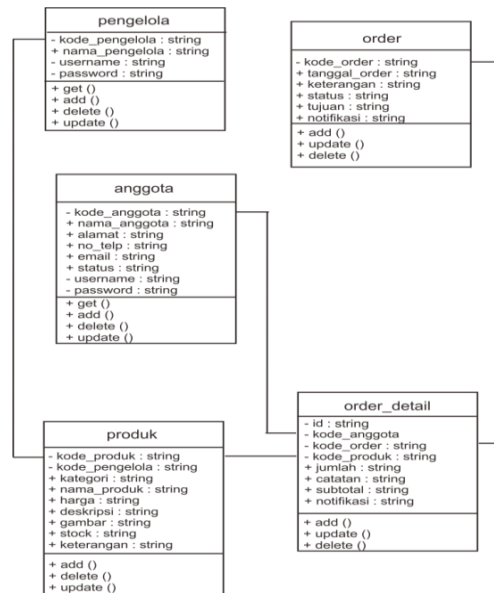 pengelola
- kode_pengelola : string
+ nama_pengelola : string
- username : string
- password : string
+ get ()
+ add ()
+ delete ()
+ update ()
order
- kode_order : string
+ tanggal_order : string
+ keterangan : string
+ status : string
+ tujuan : string
+ notifikasi : string
+ add ()
+ update ()
+ delete ()
anggota
- kode_anggota : string
+ nama_anggota : string
+ alamat : string
+ no_telp : string
+ email : string
+ status : string
- username : string
- password : string
+ get ()
+ add ()
+ delete ()
+ update ()
produk
- kode_produk : string
- kode_pengelola : string
+ kategori : string
+ nama_produk : string
+ harga : string
+ deskripsi : string
+ gambar : string
+ stock : string
+ keterangan : string
+ add ()
+ delete ()
+ update ()
order_detail
- id : string
- kode_anggota
- kode_order : string
- kode_produk : string
+ jumlah : string
+ catatan : string
+ subtotal : string
+ notifikasi : string
+ add ()
+ update ()
+ delete ()